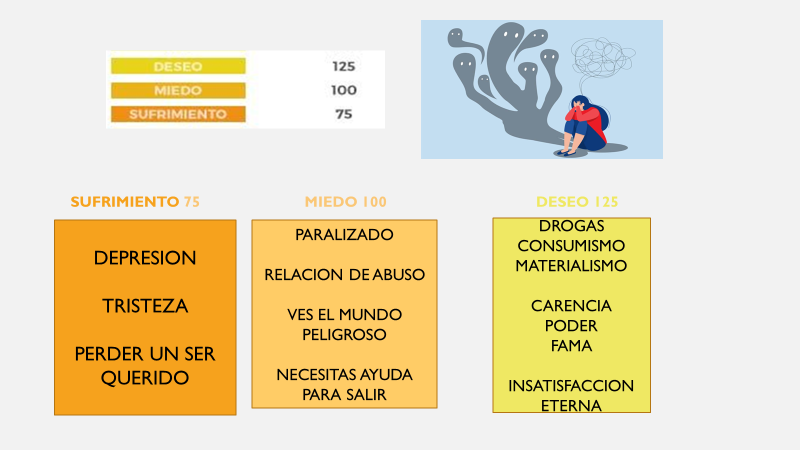 DESEO 125
MIEDO 100
SUFRIMIENTO 75
SUFRIMIENTO 75
DEPRESION
TRISTEZA
PERDER UN SER
QUERIDO
MIEDO 100
PARALIZADO
RELACION DE ABUSO
VES EL MUNDO
PELIGROSO
NECESITAS AYUDA
PARA SALIR
DESEO 125
DROGAS
CONSUMISMO
MATERIALISMO
CARENCIA
PODER
FAMA
INSATISFACCION
ETERNA